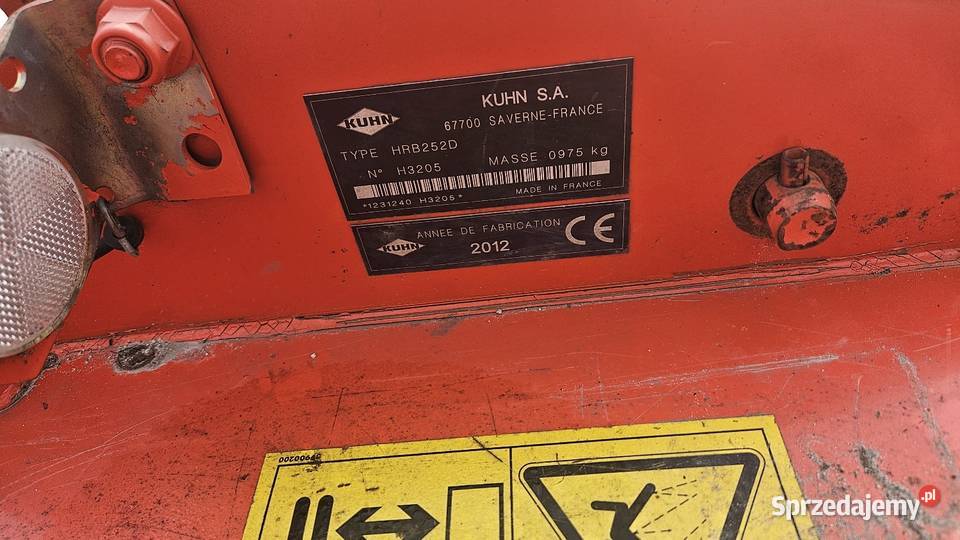 KUHN
KUHN S.A.
67700 SAVERNE-FRANCE
TYPE HRB252D
N° H3205 MASSE 0975 kg
*1231240 H3205* MADE IN FRANCE
KUHN ANNEE DE FABRICATION CE
2012
09900200
Sprzedajemy.pl